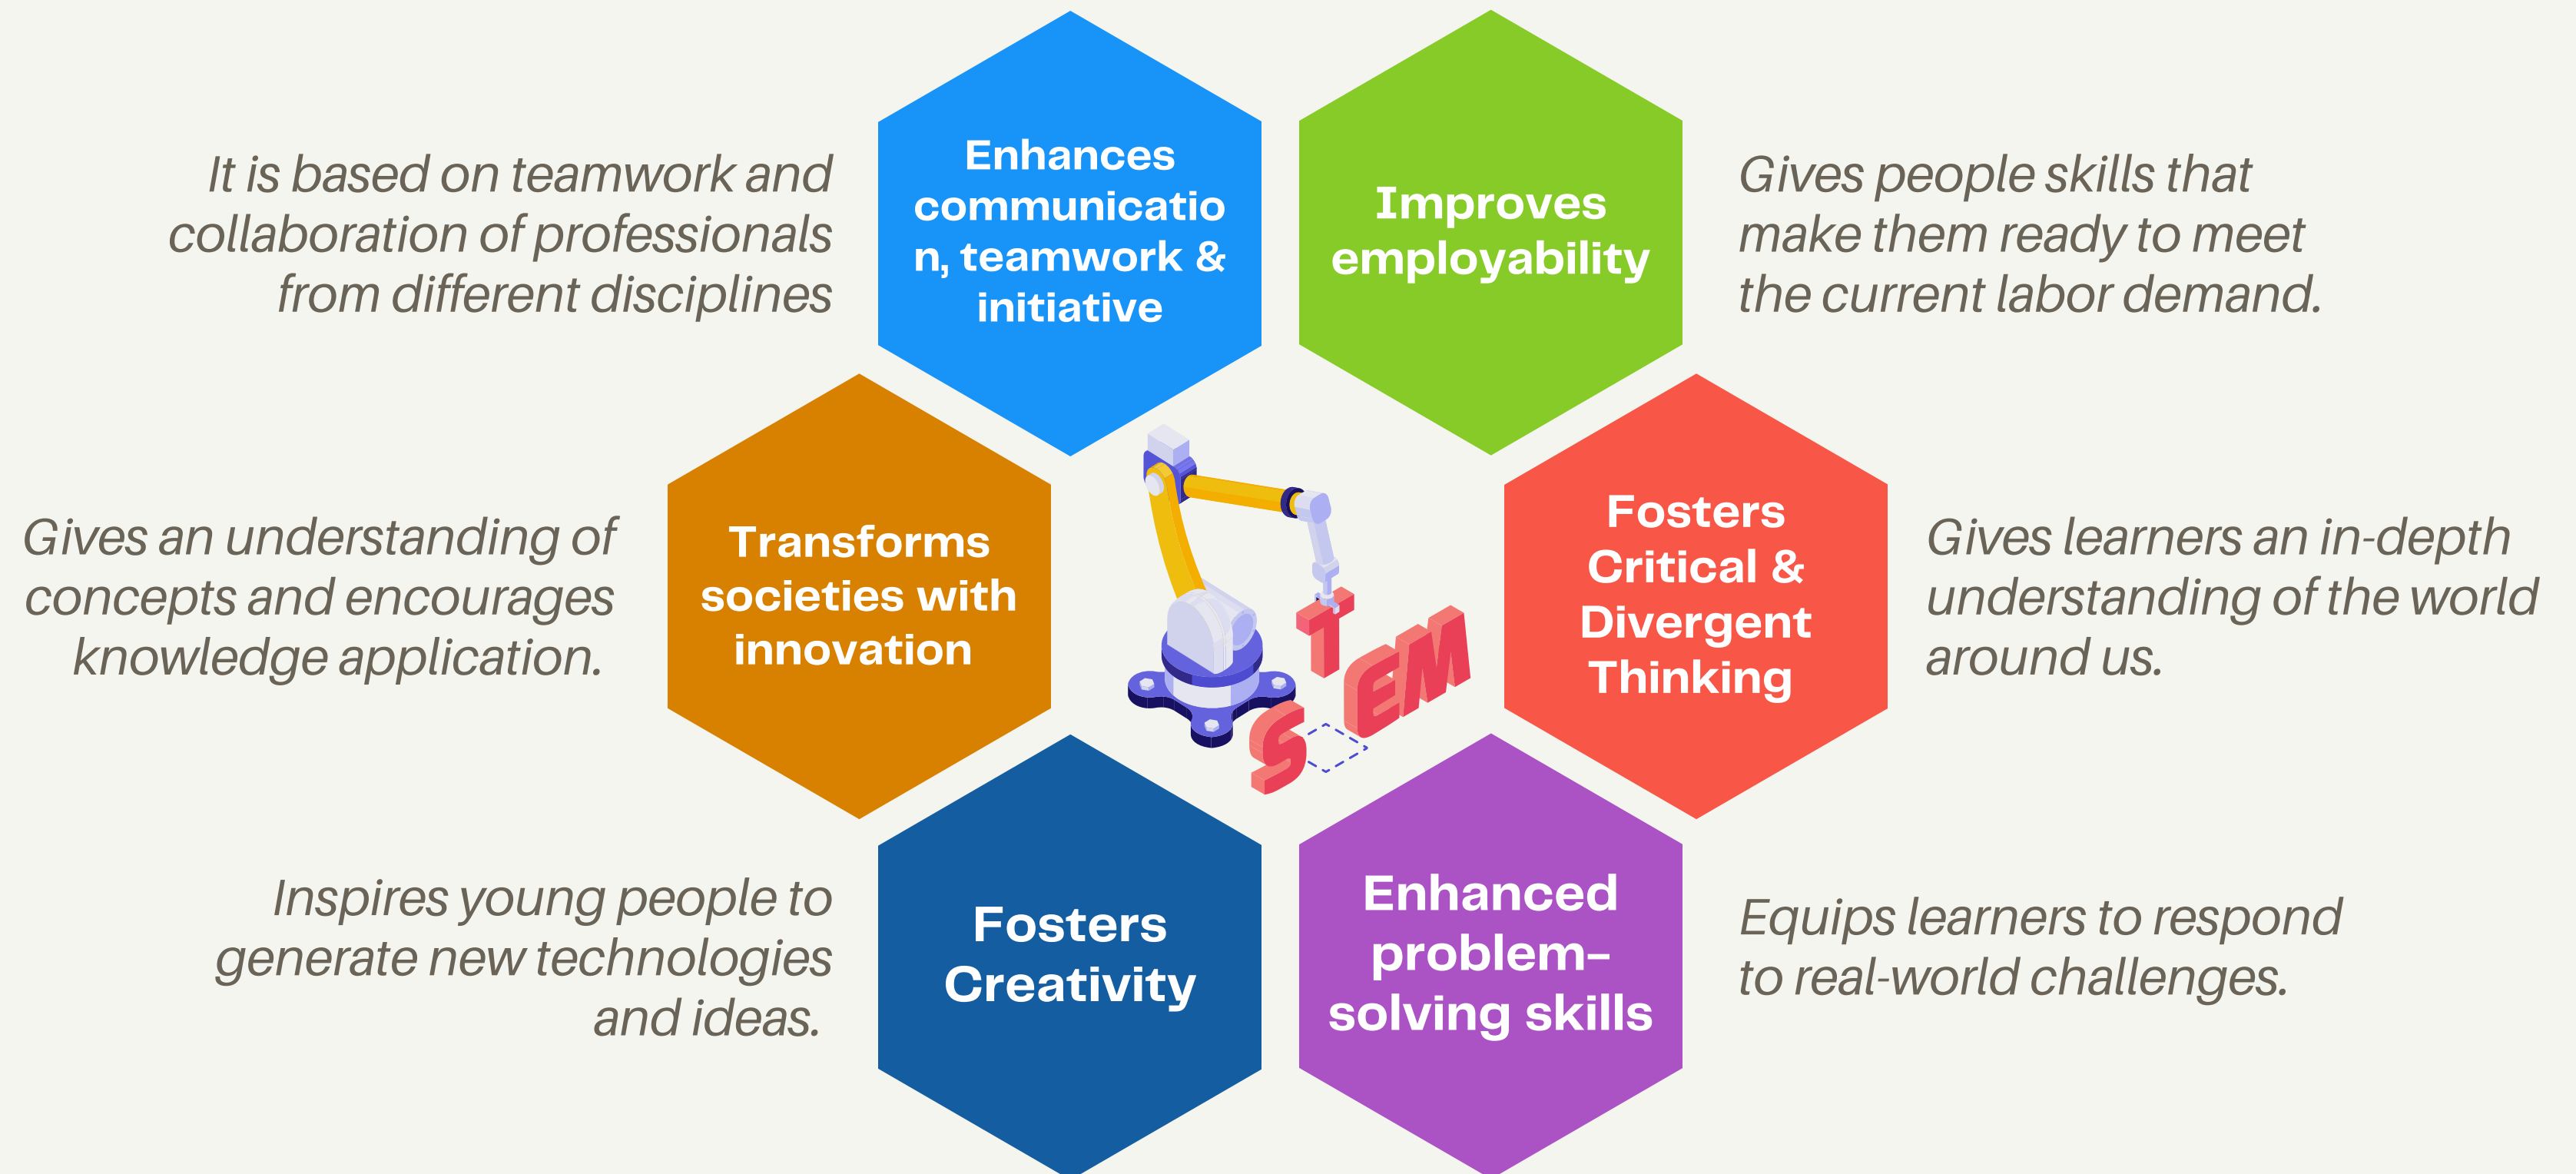 It is based on teamwork and
collaboration of professionals
from different disciplines
Enhances
communicatio
n, teamwork &
initiative
Improves
employability
Gives people skills that
make them ready to meet
the current labor demand.
Gives an understanding of
concepts and encourages
knowledge application.
Transforms
societies with
innovation
STEM
Fosters
Critical &
Divergent
Thinking
Gives learners an in-depth
understanding of the world
around us.
Inspires young people to
generate new technologies
and ideas.
Fosters
Creativity
Enhanced
problem-
solving skills
Equips learners to respond
to real-world challenges.